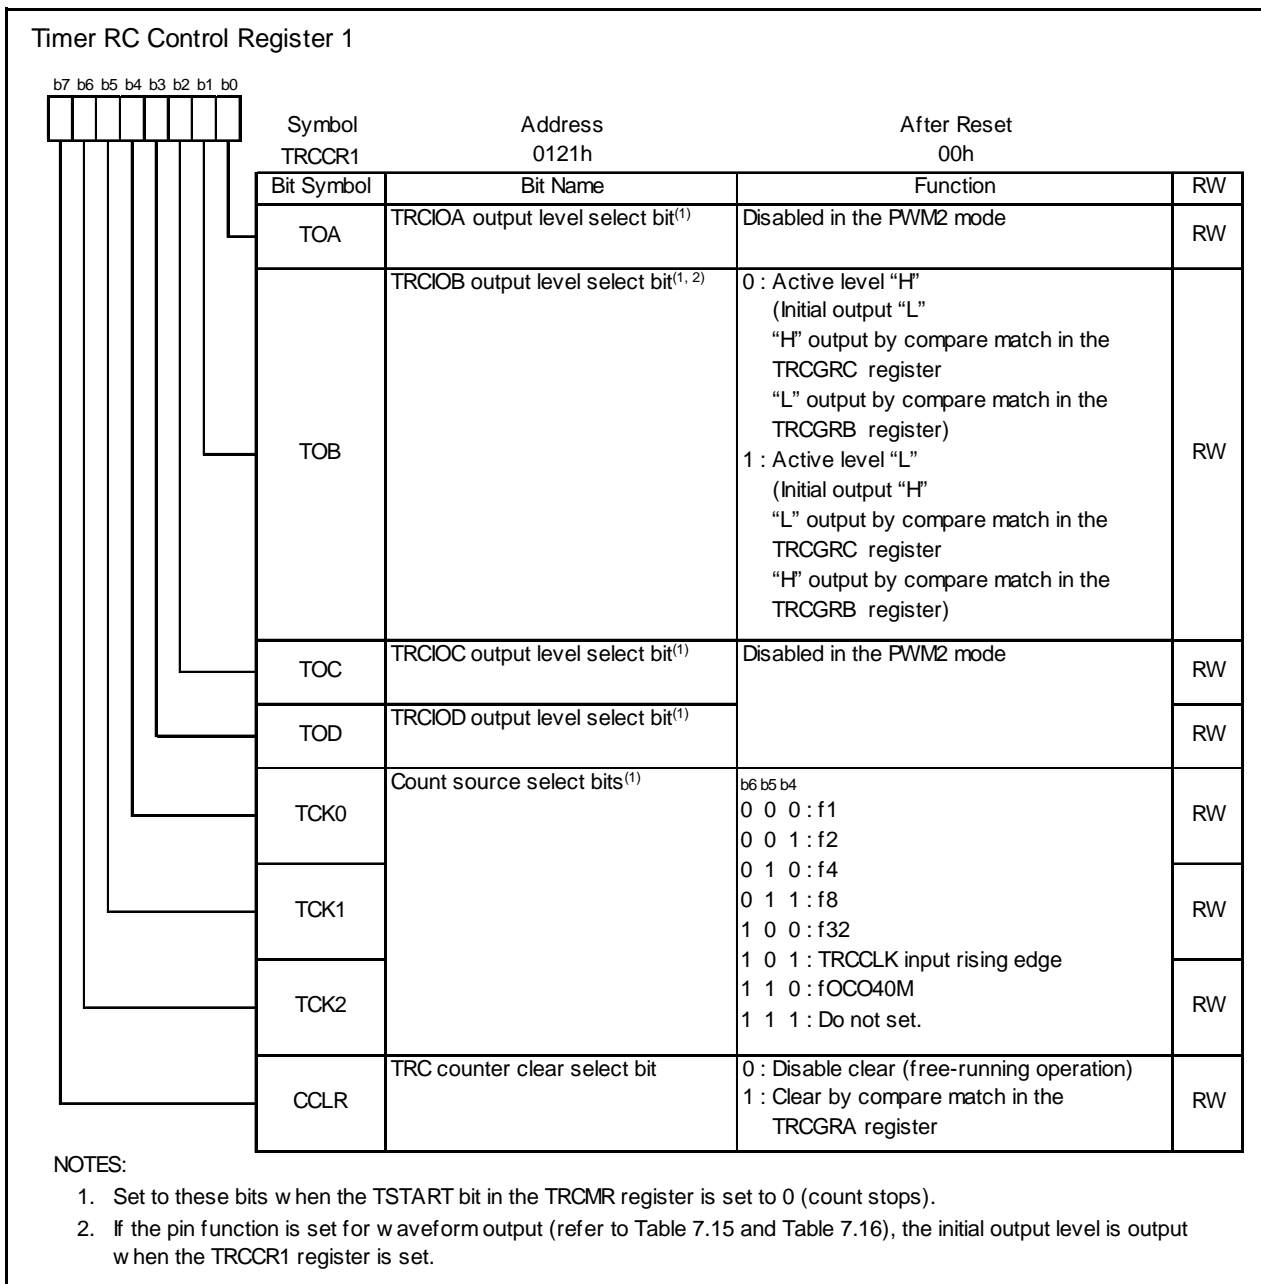 Timer RC Control Register 1
b7 b6 b5 b4 b3 b2 b1 b0
Symbol Address After Reset
TRCCR1 0121h 00h
Bit Symbol Bit Name Function RW
TOA TRCIOA output level select bit(1) Disabled in the PWM2 mode RW
TOB TRCIOB output level select bit(1, 2) 0 : Active level “H”
(Initial output “L”
“H” output by compare match in the
TRCGRC register
“L” output by compare match in the
TRCGRB register)
1 : Active level “L”
(Initial output “H”
“L” output by compare match in the
TRCGRC register
“H” output by compare match in the
TRCGRB register)
RW
TOC TRCIOC output level select bit(1) Disabled in the PWM2 mode RW
TOD TRCIOD output level select bit(1) RW
TCK0 Count source select bits(1) b6 b5 b4
0 0 0 : f1
0 0 1 : f2
RW
0 1 0 : f4
TCK1 0 1 1 : f8 RW
1 0 0 : f32
1 0 1 : TRCCLK input rising edge
TCK2 1 1 0 : fOCO40M RW
1 1 1 : Do not set.
CCLR TRC counter clear select bit 0 : Disable clear (free-running operation)
1 : Clear by compare match in the
TRCGRA register
RW
NOTES:
1. Set to these bits when the TSTART bit in the TRCMR register is set to 0 (count stops).
2. If the pin function is set for waveform output (refer to Table 7.15 and Table 7.16), the initial output level is output
when the TRCCR1 register is set.